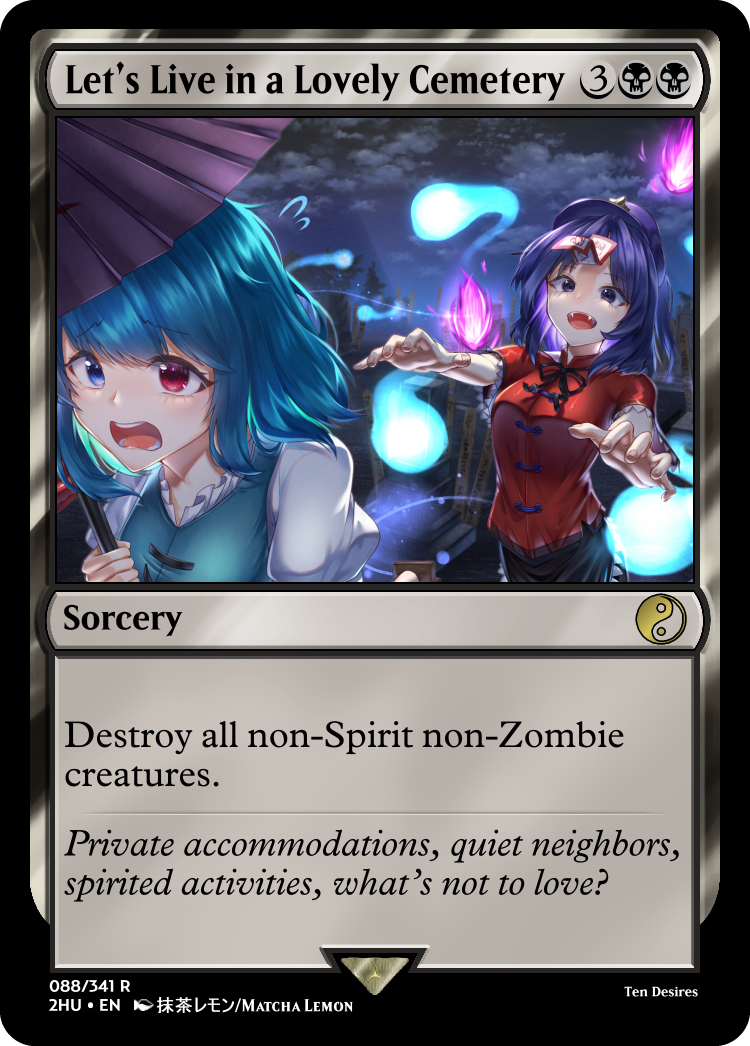 Let's Live in a Lovely Cemetery 3
Sorcery
Destroy all non-Spirit non-Zombie
creatures.
Private accommodations, quiet neighbors,
spirited activities, what's not to love?
088/341 R
2HU • EN 抹茶レモン/Matcha Lemon
Ten Desires